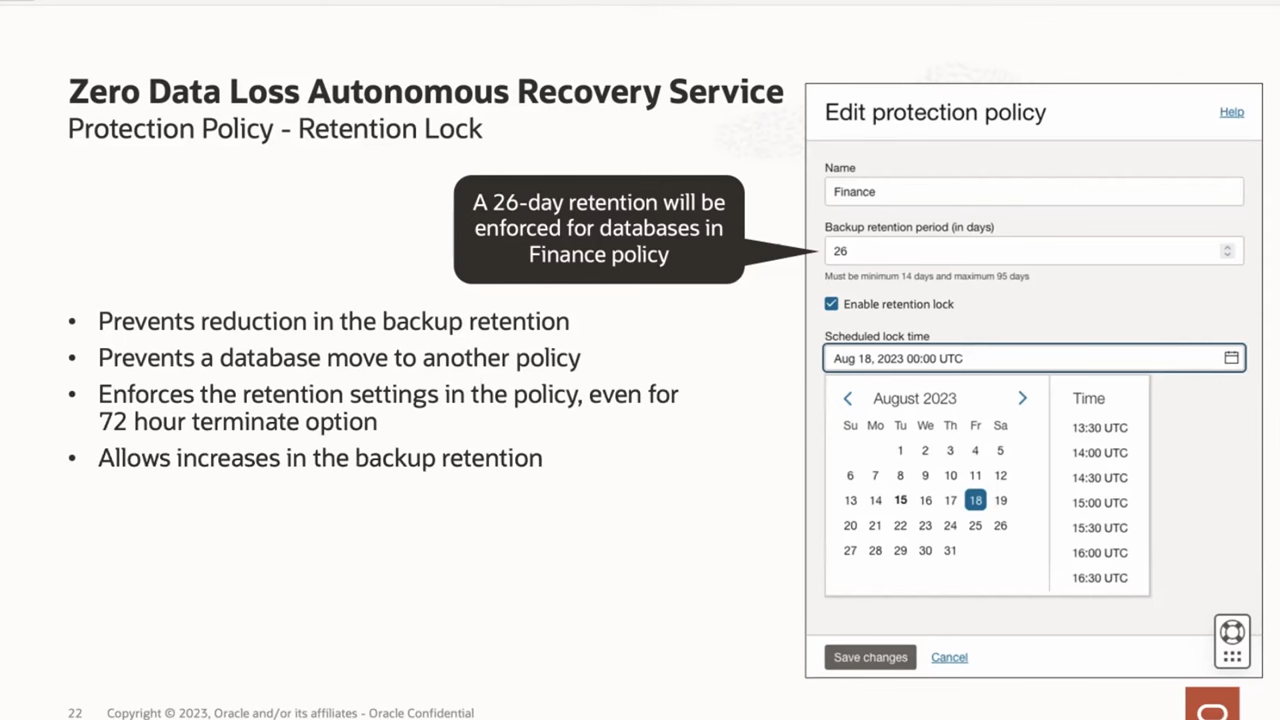 Zero Data Loss Autonomous Recovery Service
Protection Policy - Retention Lock
A 26-day retention will be
enforced for databases in
Finance policy
• Prevents reduction in the backup retention
• Prevents a database move to another policy
• Enforces the retention settings in the policy, even for
72 hour terminate option
• Allows increases in the backup retention
Edit protection policy
Help
Name
Finance
Backup retention period (in days)
26
Must be minimum 14 days and maximum 95 days
Enable retention lock
Scheduled lock time
Aug 18, 2023 00:00 UTC
August 2023
Su Mo Tu We Th Fr Sa
1 2 3 4 5
6 7 8 9 10 11 12
13 14 15 16 17 18 19
20 21 22 23 24 25 26
27 28 29 30 31
Time
13:30 UTC
14:00 UTC
14:30 UTC
15:00 UTC
15:30 UTC
16:00 UTC
16:30 UTC
Save changes Cancel
22 Copyright © 2023, Oracle and/or its affiliates - Oracle Confidential